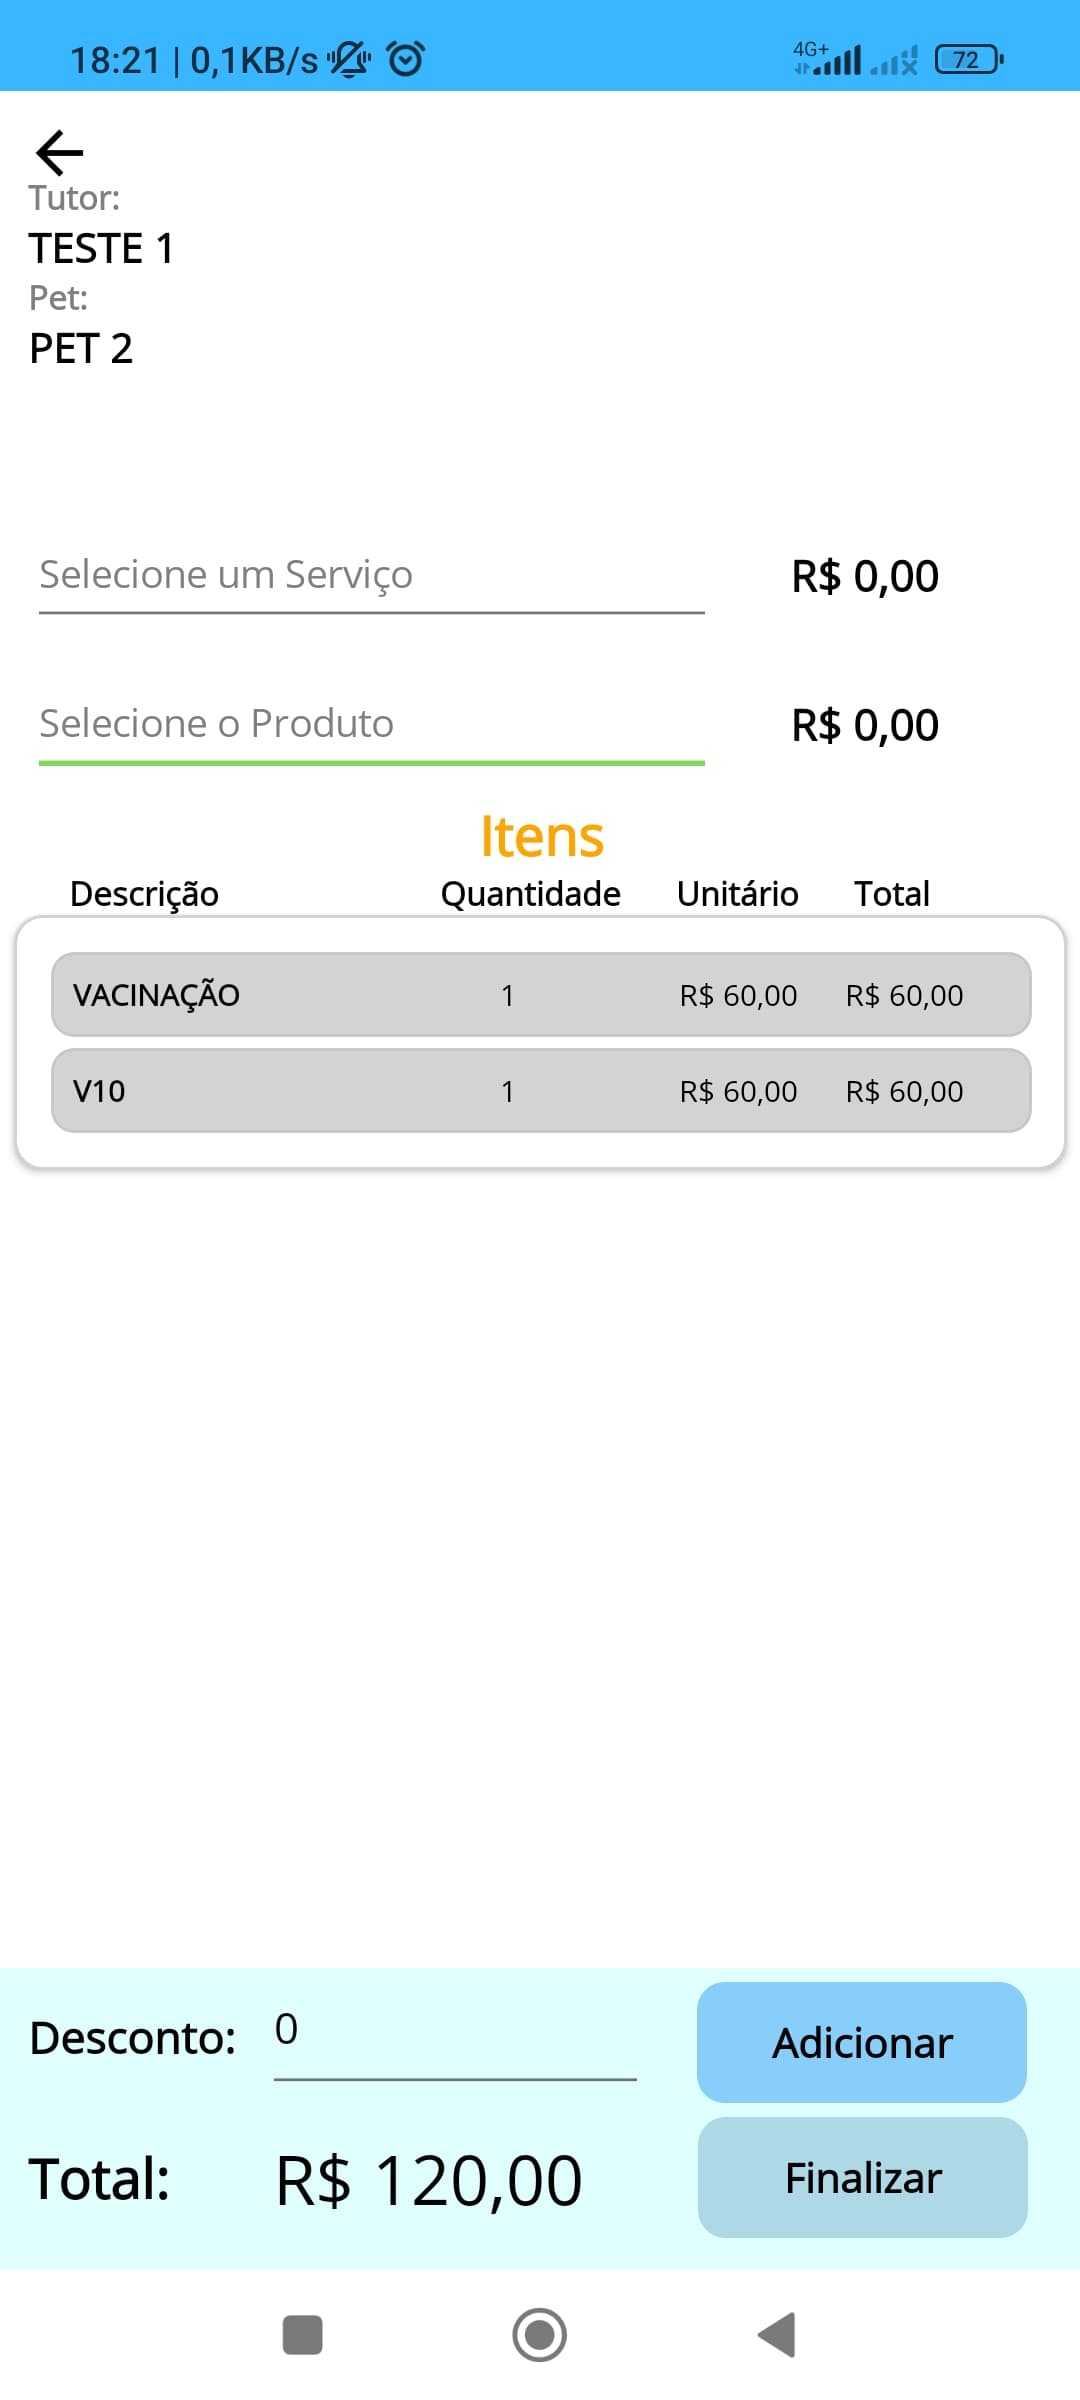 18:21 | 0,1KB/s 4G+ 72
Tutor:
TESTE 1
Pet:
PET 2
Selecione um Serviço R$ 0,00
Selecione o Produto R$ 0,00
Itens
Descrição Quantidade Unitário Total
VACINAÇÃO 1 R$ 60,00 R$ 60,00
V10 1 R$ 60,00 R$ 60,00
Desconto: 0 Adicionar
Total: R$ 120,00 Finalizar